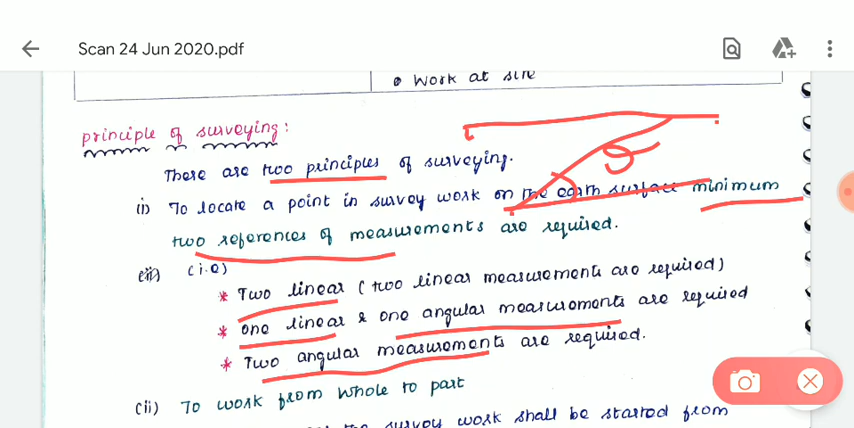 Scan 24 Jun 2020.pdf
• Work at site
principle of surveying:
There are two principles of surveying.
(i) To locate a point in survey work on the earth surface minimum
two references of measurements are required.
(i.e)
* Two linear (two linear measurements are required)
* one linear & one angular measurements are required
* Two angular measurements are required.
(ii) To work from whole to part
the survey work shall be started from